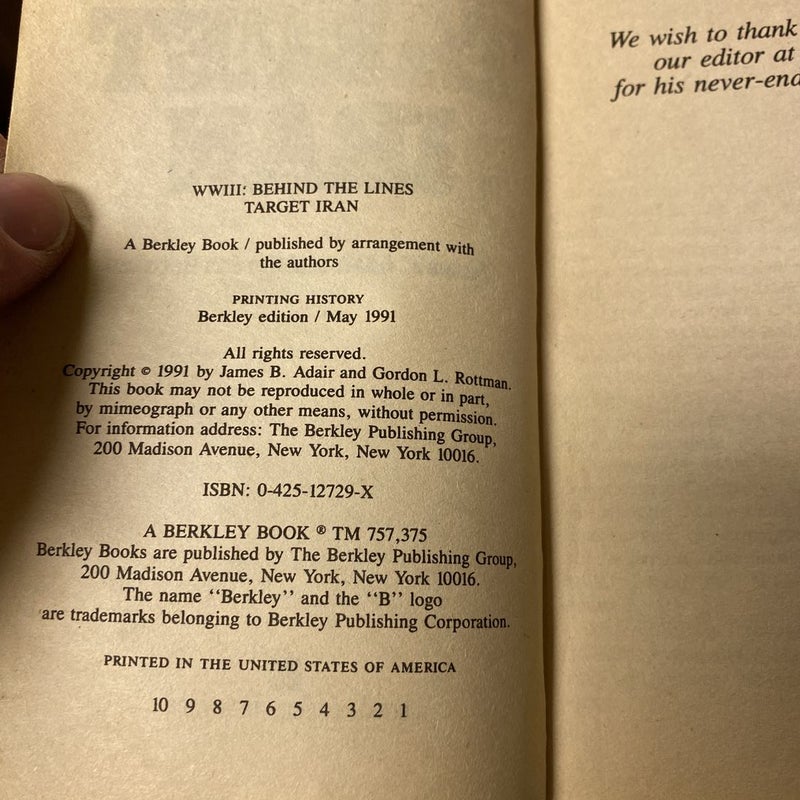 WWIII: BEHIND THE LINES
TARGET IRAN
A Berkley Book / published by arrangement with
the authors
PRINTING HISTORY
Berkley edition / May 1991
All rights reserved.
Copyright © 1991 by James B. Adair and Gordon L. Rottman.
This book may not be reproduced in whole or in part,
by mimeograph or any other means, without permission.
For information address: The Berkley Publishing Group,
200 Madison Avenue, New York, New York 10016.
ISBN: 0-425-12729-X
A BERKLEY BOOK ® TM 757,375
Berkley Books are published by The Berkley Publishing Group,
200 Madison Avenue, New York, New York 10016.
The name "Berkley" and the "B" logo
are trademarks belonging to Berkley Publishing Corporation.
PRINTED IN THE UNITED STATES OF AMERICA
10 9 8 7 6 5 4 3 2 1
We wish to thank
our editor at
for his